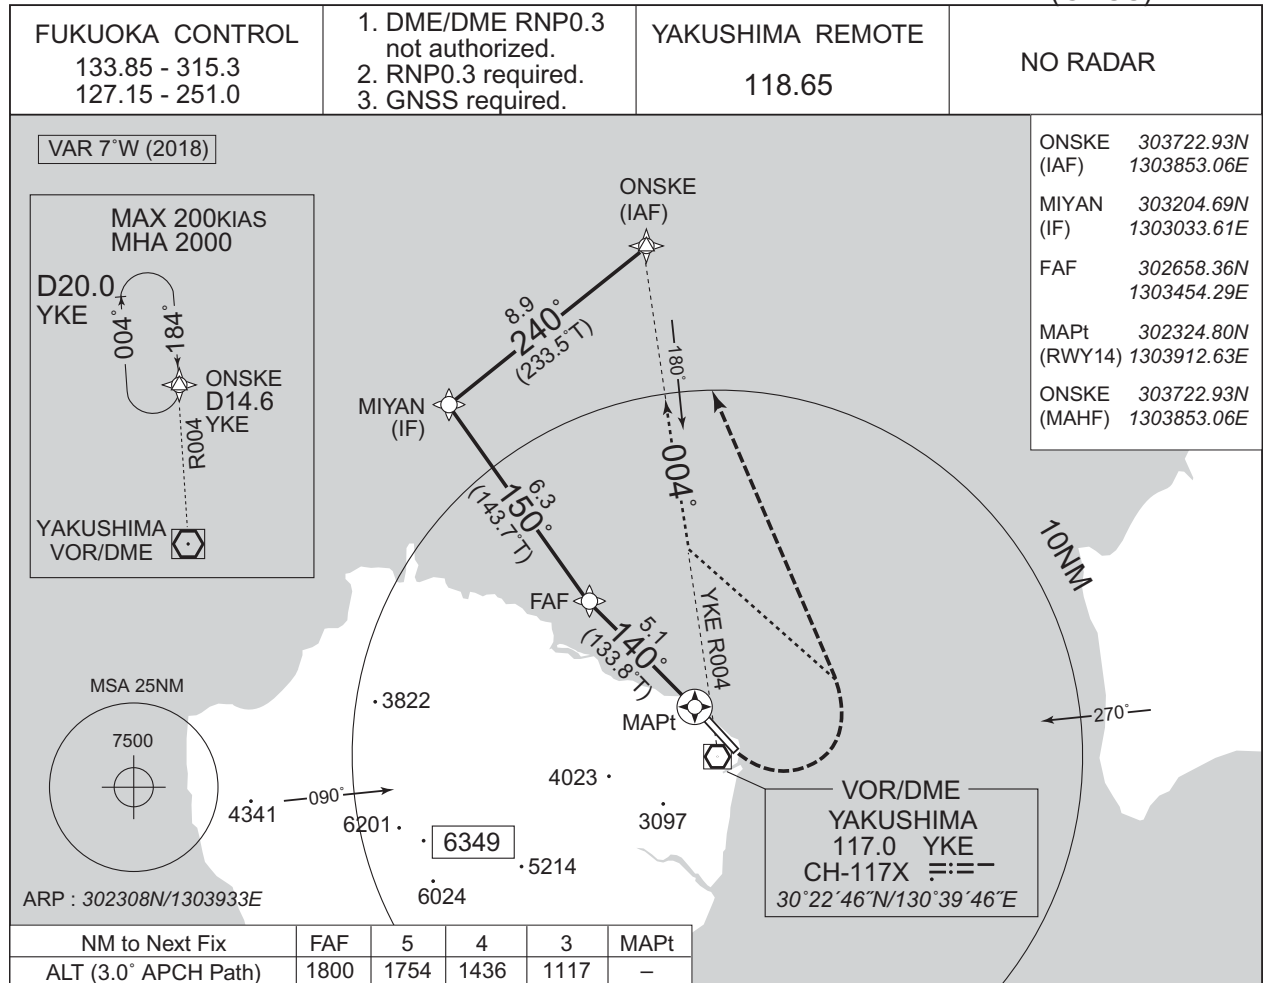 FUKUOKA CONTROL
133.85 - 315.3
127.15 - 251.0
1. DME/DME RNP0.3
not authorized.
2. RNP0.3 required.
3. GNSS required.
YAKUSHIMA REMOTE
118.65
NO RADAR
VAR 7°W (2018)
MAX 200KIAS
MHA 2000
D20.0
YKE
004°
184°
ONSKE
D14.6
YKE
R004
YAKUSHIMA
VOR/DME
ONSKE
(IAF)
8.9
240°
(233.5°T)
180°
MIYAN
(IF)
004°
6.3
150°
(143.7°T)
10NM
FAF
YKE R004
5.1
140°
(133.8°T)
MAPt
ONSKE 303722.93N
(IAF) 1303853.06E
MIYAN 303204.69N
(IF) 1303033.61E
FAF 302658.36N
1303454.29E
MAPt 302324.80N
(RWY14) 1303912.63E
ONSKE 303722.93N
(MAHF) 1303853.06E
MSA 25NM
7500
3822
270°
4341
090°
6201
6349
4023
3097
5214
6024
VOR/DME
YAKUSHIMA
117.0 YKE
CH-117X
30°22´46˝N/130°39´46˝E
ARP : 302308N/1303933E
NM to Next Fix FAF 5 4 3 MAPt
ALT (3.0° APCH Path) 1800 1754 1436 1117 –